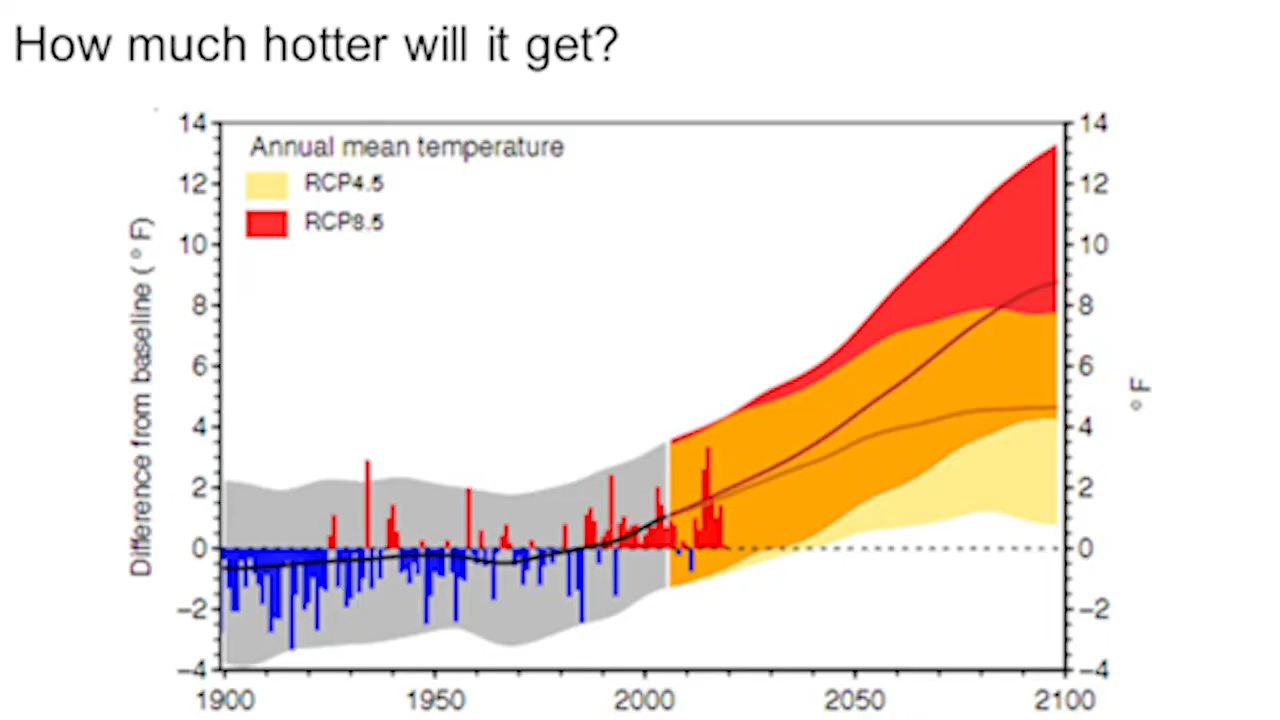 How much hotter will it get?
Annual mean temperature
RCP4.5
RCP8.5
Difference from baseline (°F)
14
12
10
8
6
4
2
0
−2
−4
14
12
10
8
6
4
2
0
−2
−4
°F
1900 1950 2000 2050 2100